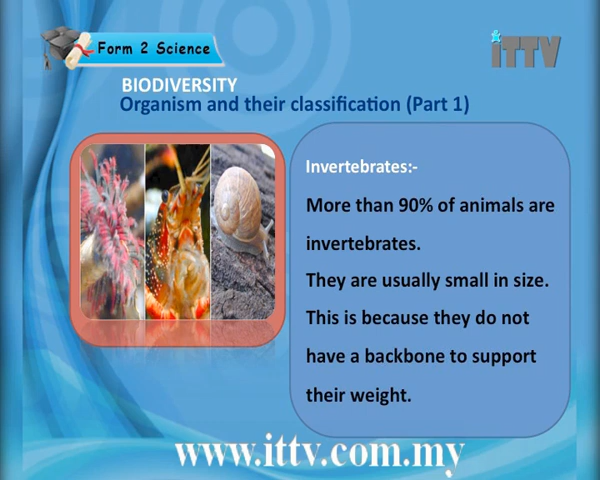 Form 2 Science
iTTV
BIODIVERSITY
Organism and their classification (Part 1)
Invertebrates:-
More than 90% of animals are
invertebrates.
They are usually small in size.
This is because they do not
have a backbone to support
their weight.
www.ittv.com.my